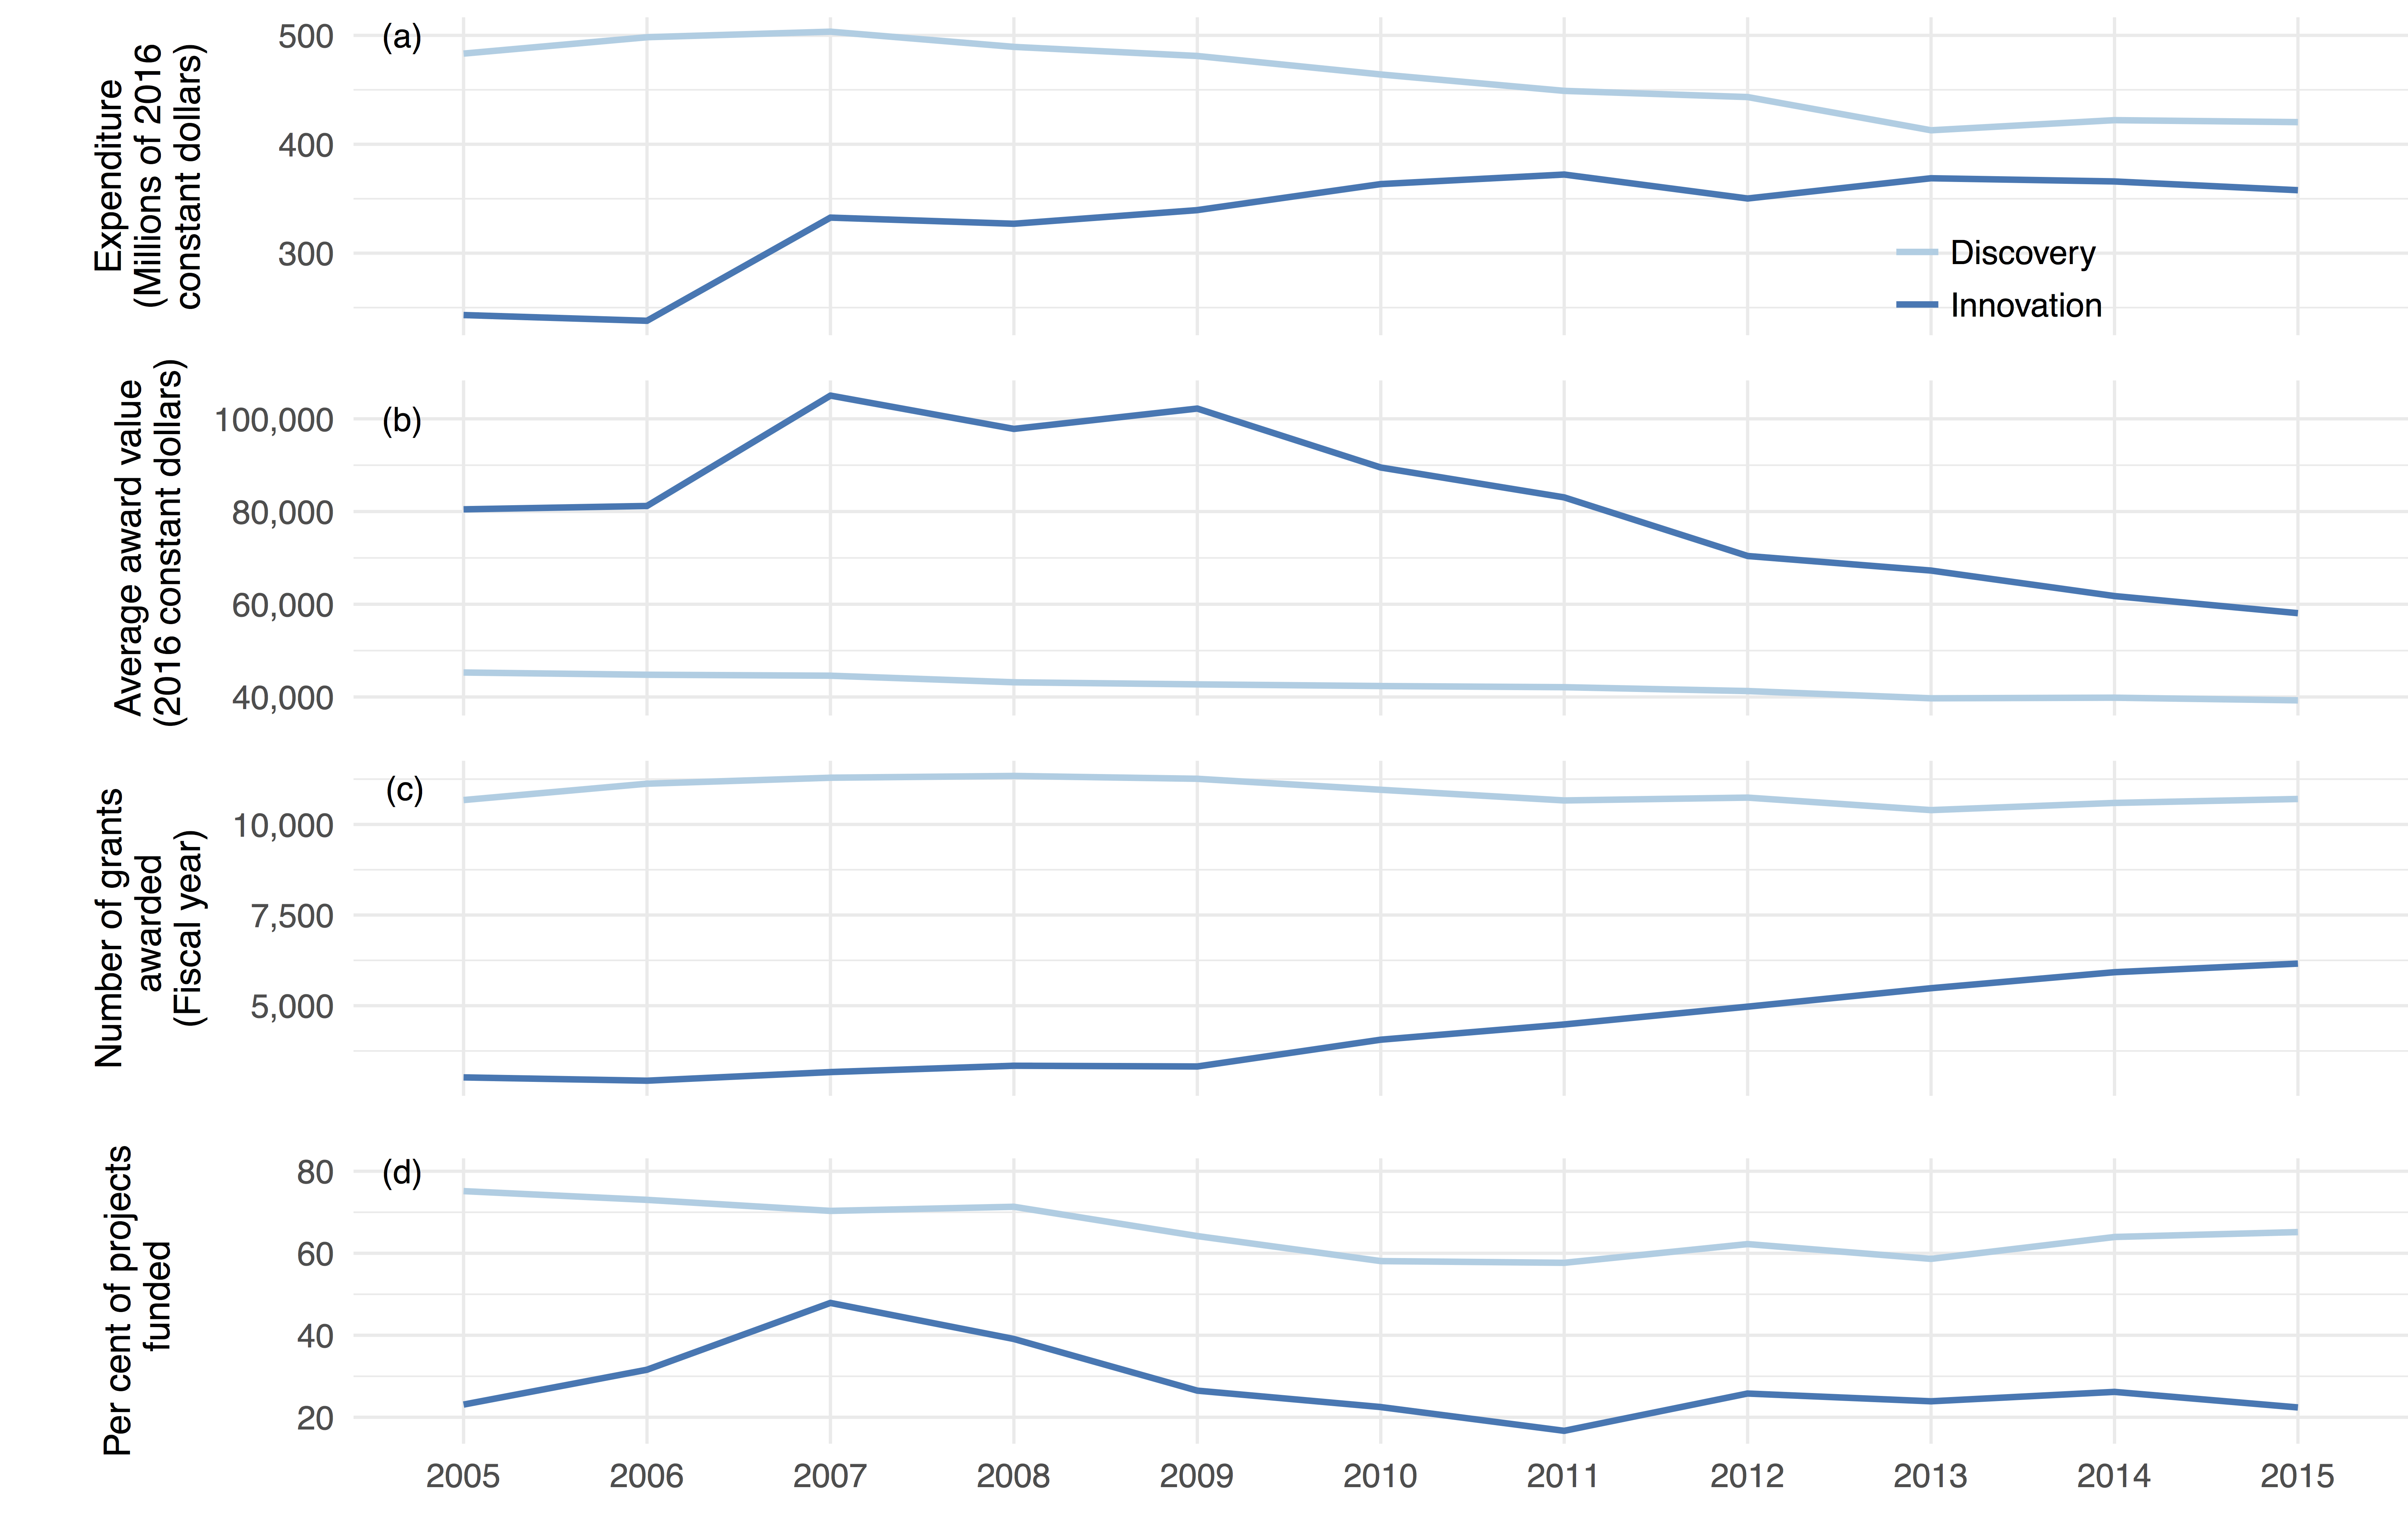 Expenditure
(Millions of 2016
constant dollars)
(a)
500
400
300
Discovery
Innovation
Average award value
(2016 constant dollars)
(b)
100,000
80,000
60,000
40,000
Number of grants
awarded
(Fiscal year)
(c)
10,000
7,500
5,000
Per cent of projects
funded
(d)
80
60
40
20
2005 2006 2007 2008 2009 2010 2011 2012 2013 2014 2015